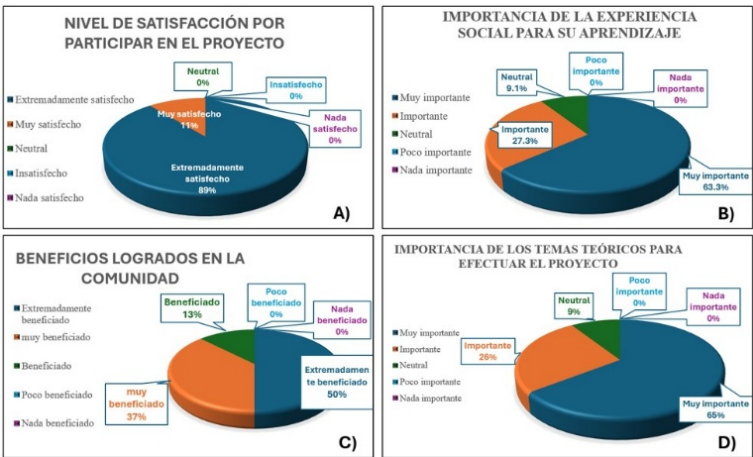 NIVEL DE SATISFACCIÓN POR
PARTICIPAR EN EL PROYECTO
Extremadamente satisfecho
Muy satisfecho
Neutral
Insatisfecho
Nada satisfecho
Neutral
0%
Insatisfecho
0%
Nada
satisfecho
0%
Muy satisfecho
11%
Extremadamente
satisfecho
89%
A)
IMPORTANCIA DE LA EXPERIENCIA
SOCIAL PARA SU APRENDIZAJE
Muy importante
Importante
Neutral
Poco importante
Nada importante
Neutral
9.1%
Poco
importante
0%
Nada
importante
0%
Importante
27.3%
Muy importante
63.3%
B)
BENEFICIOS LOGRADOS EN LA
COMUNIDAD
Extremadamente
beneficiado
muy beneficiado
Beneficiado
Poco beneficiado
Nada beneficiado
Beneficiado
13%
Poco
beneficiado
0%
Nada
beneficiado
0%
Extremadamen
te beneficiado
50%
muy
beneficiado
37%
C)
IMPORTANCIA DE LOS TEMAS TEÓRICOS PARA
EFECTUAR EL PROYECTO
Muy importante
Importante
Neutral
Poco importante
Nada importante
Neutral
9%
Poco
importante
0%
Nada
importante
0%
Importante
26%
Muy importante
65%
D)